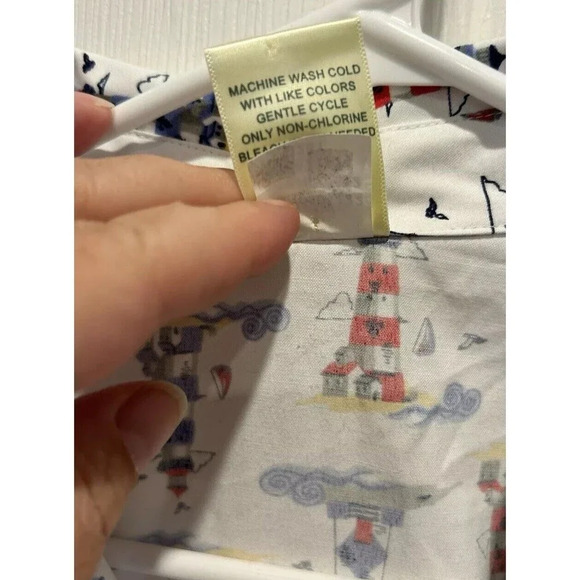 MACHINE WASH COLD
WITH LIKE COLORS
GENTLE CYCLE
ONLY NON-CHLORINE